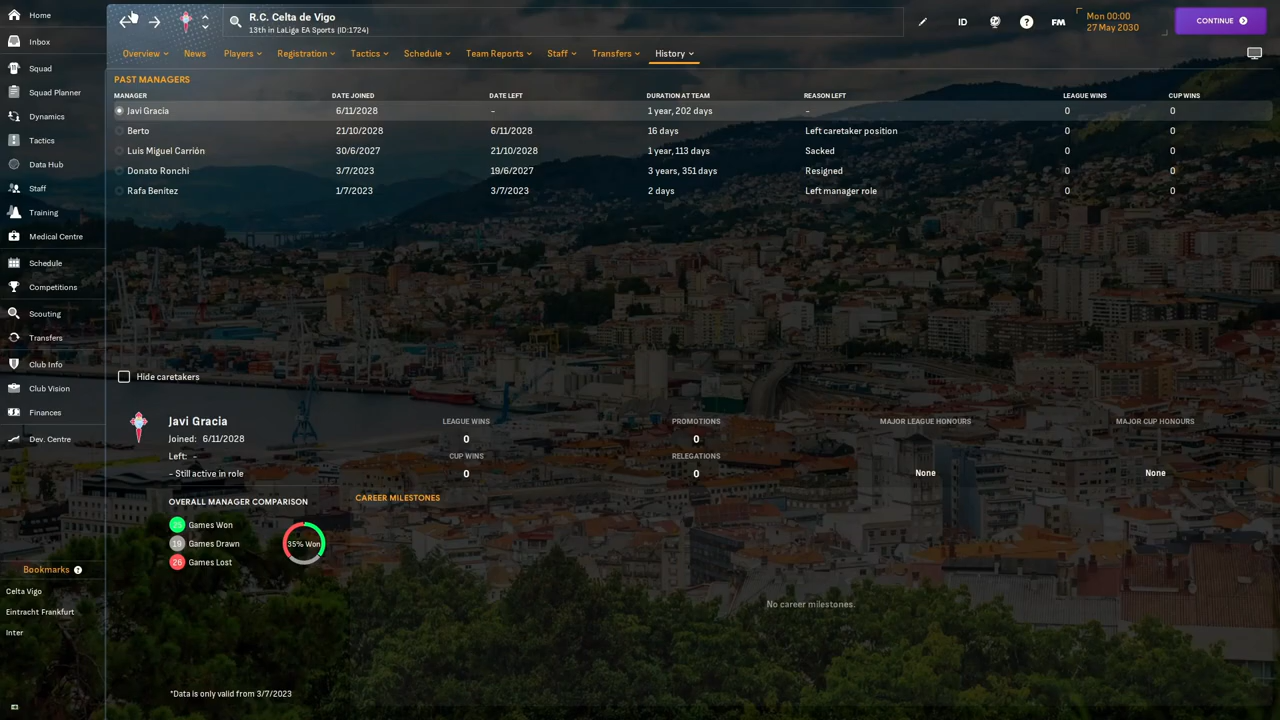 Home
R.C. Celta de Vigo
13th in LaLiga EA Sports (ID:1724)
ID
?
FM
Mon 00:00
27 May 2030
CONTINUE
Inbox
Squad
Squad Planner
Dynamics
Tactics
Data Hub
Staff
Training
Medical Centre
Schedule
Competitions
Scouting
Transfers
Club Info
Club Vision
Finances
Dev. Centre
Bookmarks ?
Celta Vigo
Eintracht Frankfurt
Inter
Overview News Players Registration Tactics Schedule Team Reports Staff Transfers History
PAST MANAGERS
MANAGER DATE JOINED DATE LEFT DURATION AT TEAM REASON LEFT LEAGUE WINS CUP WINS
Javi Gracia 6/11/2028 - 1 year, 202 days - 0 0
Berto 21/10/2028 6/11/2028 16 days Left caretaker position 0 0
Luis Miguel Carrión 30/6/2027 21/10/2028 1 year, 113 days Sacked 0 0
Donato Ronchi 3/7/2023 19/6/2027 3 years, 351 days Resigned 0 0
Rafa Benítez 1/7/2023 3/7/2023 2 days Left manager role 0 0
Hide caretakers
Javi Gracia
Joined: 6/11/2028
Left: -
- Still active in role
LEAGUE WINS
0
CUP WINS
0
PROMOTIONS
0
RELEGATIONS
0
MAJOR LEAGUE HONOURS
None
MAJOR CUP HONOURS
None
OVERALL MANAGER COMPARISON
25 Games Won
19 Games Drawn
26 Games Lost
35% Won
CAREER MILESTONES
No career milestones.
*Data is only valid from 3/7/2023